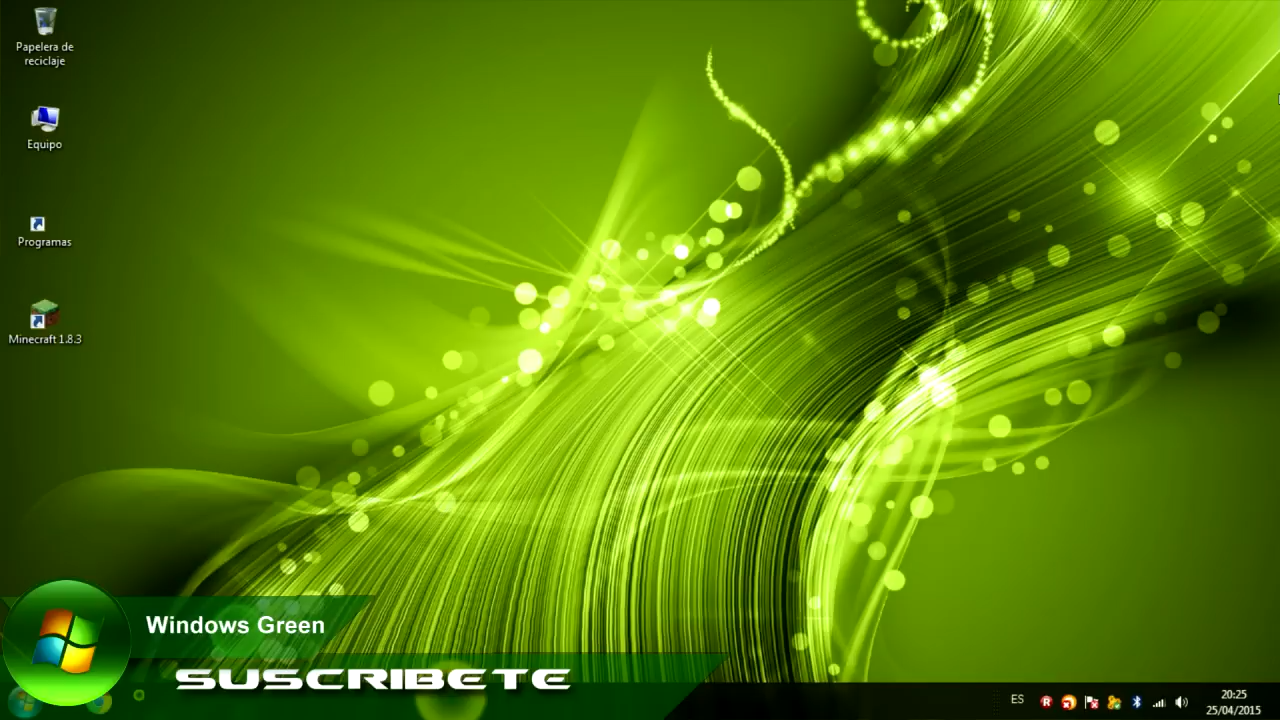 Papelera de
reciclaje
Equipo
Programas
Minecraft 1.8.3
Windows Green
SUSCRIBETE
ES
R
20:25
25/04/2015